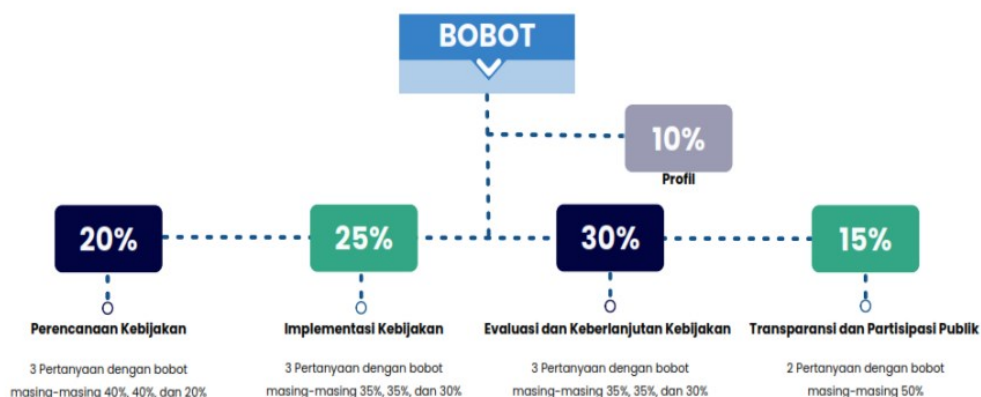 BOBOT
10%
Profil
20%
25%
30%
15%
Perencanaan Kebijakan
Implementasi Kebijakan
Evaluasi dan Keberlanjutan Kebijakan
Transparansi dan Partisipasi Publik
3 Pertanyaan dengan bobot
masing-masing 40%, 40%, dan 20%
3 Pertanyaan dengan bobot
masing-masing 35%, 35%, dan 30%
3 Pertanyaan dengan bobot
masing-masing 35%, 35%, dan 30%
2 Pertanyaan dengan bobot
masing-masing 50%